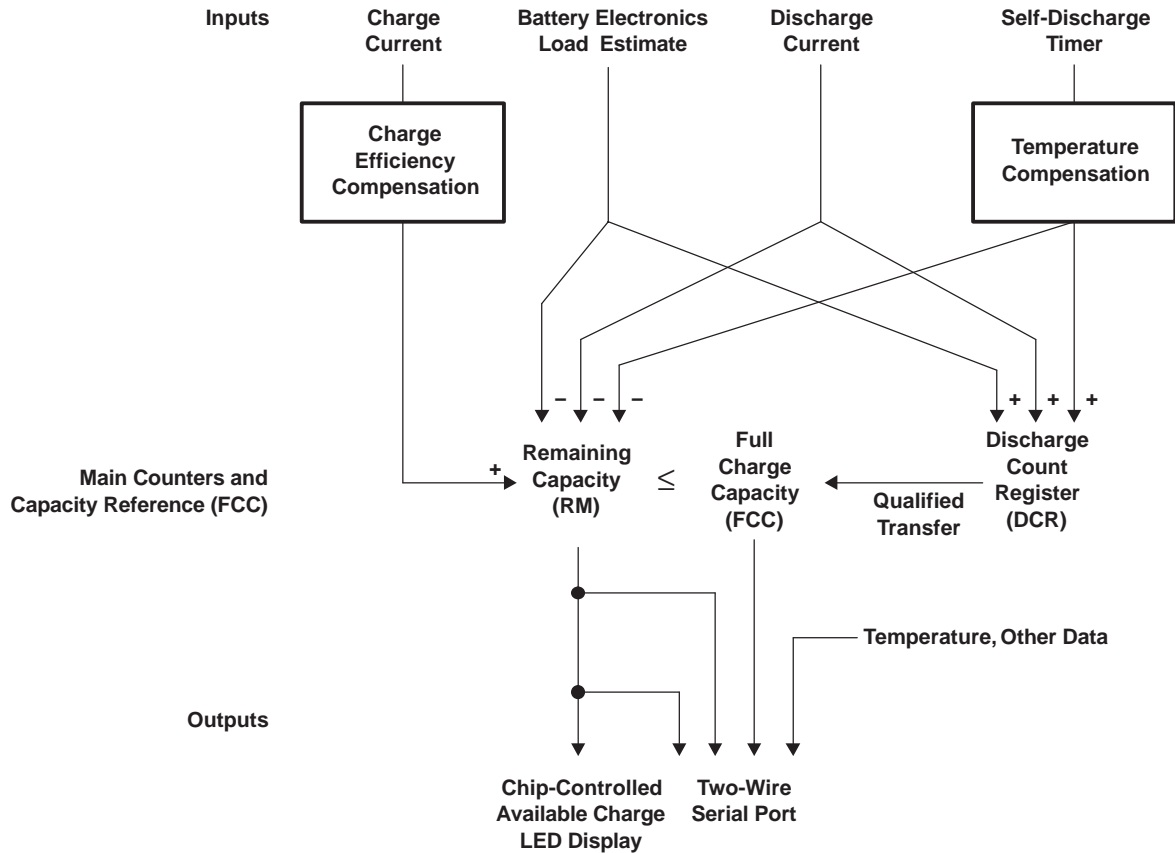 Inputs
Charge
Current
Battery Electronics
Load Estimate
Discharge
Current
Self-Discharge
Timer
Charge
Efficiency
Compensation
Temperature
Compensation
– – –
+ + +
Main Counters and
Capacity Reference (FCC)
+
Remaining
Capacity
(RM)
≤
Full
Charge
Capacity
(FCC)
Qualified
Transfer
Discharge
Count
Register
(DCR)
Temperature, Other Data
Outputs
Chip-Controlled
Available Charge
LED Display
Two-Wire
Serial Port